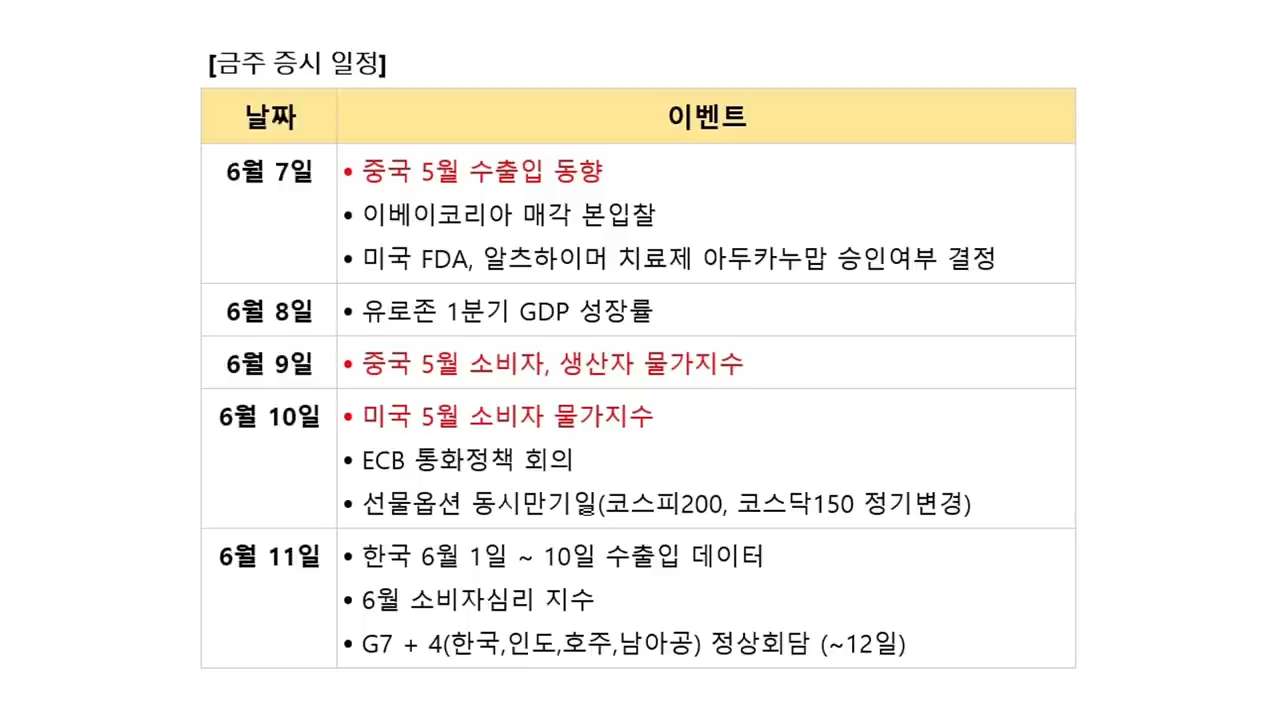 [금주 증시 일정]
날짜 이벤트
6월 7일 • 중국 5월 수출입 동향
• 이베이코리아 매각 본입찰
• 미국 FDA, 알츠하이머 치료제 아두카누맙 승인여부 결정
6월 8일 • 유로존 1분기 GDP 성장률
6월 9일 • 중국 5월 소비자, 생산자 물가지수
6월 10일 • 미국 5월 소비자 물가지수
• ECB 통화정책 회의
• 선물옵션 동시만기일(코스피200, 코스닥150 정기변경)
6월 11일 • 한국 6월 1일 ~ 10일 수출입 데이터
• 6월 소비자심리 지수
• G7 + 4(한국,인도,호주,남아공) 정상회담 (~12일)